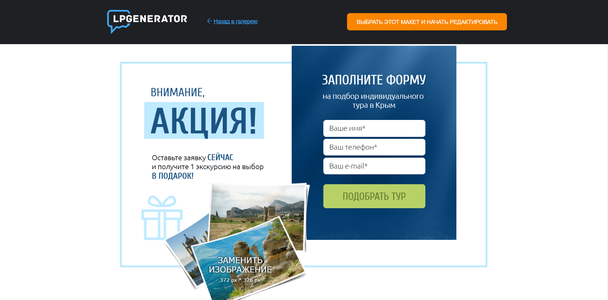 LPGENERATOR
Назад в галерею
ВЫБРАТЬ ЭТОТ МАКЕТ И НАЧАТЬ РЕДАКТИРОВАТЬ
ВНИМАНИЕ,
АКЦИЯ!
Оставьте заявку СЕЙЧАС
и получите 1 экскурсию на выбор
В ПОДАРОК!
ЗАМЕНИТЬ
ИЗОБРАЖЕНИЕ
372 px * 328 px
ЗАПОЛНИТЕ ФОРМУ
на подбор индивидуального
тура в Крым
Ваше имя*
Ваш телефон*
Ваш e-mail*
ПОДОБРАТЬ ТУР